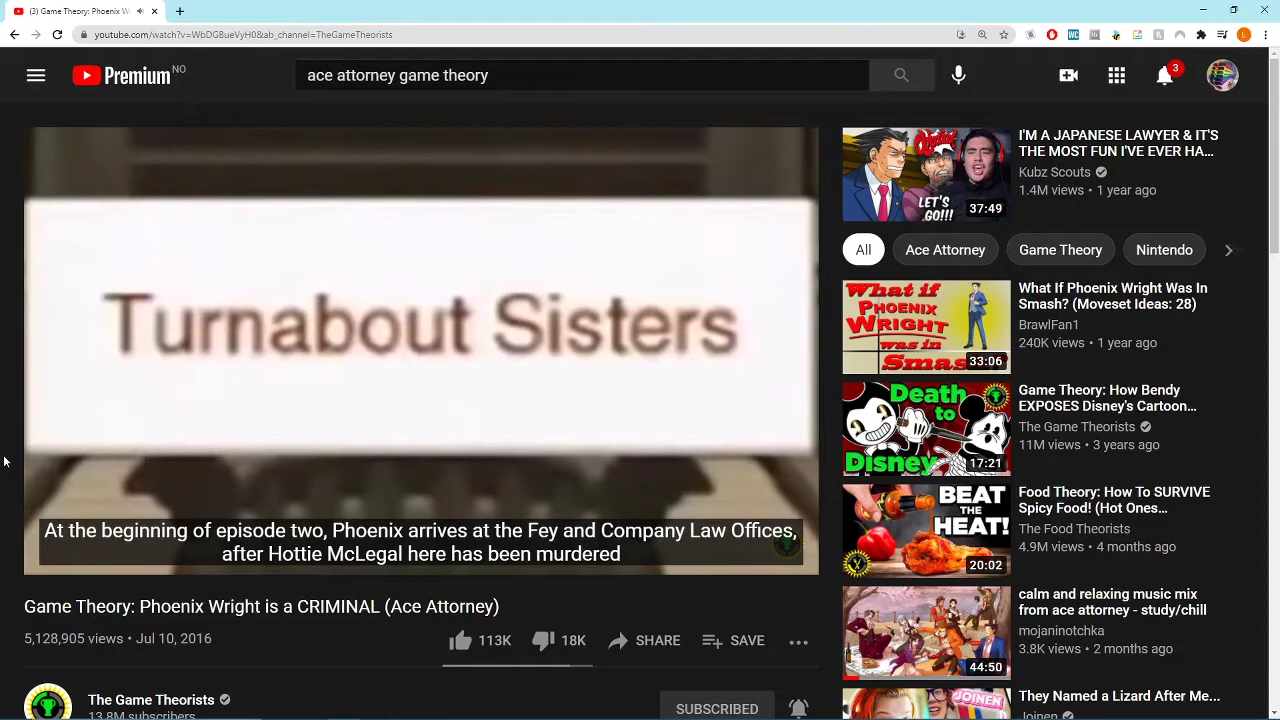 (3) Game Theory: Phoenix W
youtube.com/watch?v=WbDGBueVyH0&ab_channel=TheGameTheorists
Premium NO
ace attorney game theory
3
Turnabout Sisters
At the beginning of episode two, Phoenix arrives at the Fey and Company Law Offices,
after Hottie McLegal here has been murdered
Game Theory: Phoenix Wright is a CRIMINAL (Ace Attorney)
5,128,905 views • Jul 10, 2016
113K
18K
SHARE
SAVE
The Game Theorists
13.8M subscribers
SUBSCRIBED
LET'S
GO!!!
37:49
I'M A JAPANESE LAWYER & IT'S
THE MOST FUN I'VE EVER HA...
Kubz Scouts
1.4M views • 1 year ago
All
Ace Attorney
Game Theory
Nintendo
What if
PHOENIX
WRIGHT
was in
Smash
33:06
What If Phoenix Wright Was In
Smash? (Moveset Ideas: 28)
BrawlFan1
240K views • 1 year ago
Death
to
Disney
17:21
Game Theory: How Bendy
EXPOSES Disney's Cartoon...
The Game Theorists
11M views • 3 years ago
BEAT
THE
HEAT!
20:02
Food Theory: How To SURVIVE
Spicy Food! (Hot Ones...
The Food Theorists
4.9M views • 4 months ago
44:50
calm and relaxing music mix
from ace attorney - study/chill
mojaninotchka
3.8K views • 2 months ago
JOINEN
They Named a Lizard After Me...
Joinen